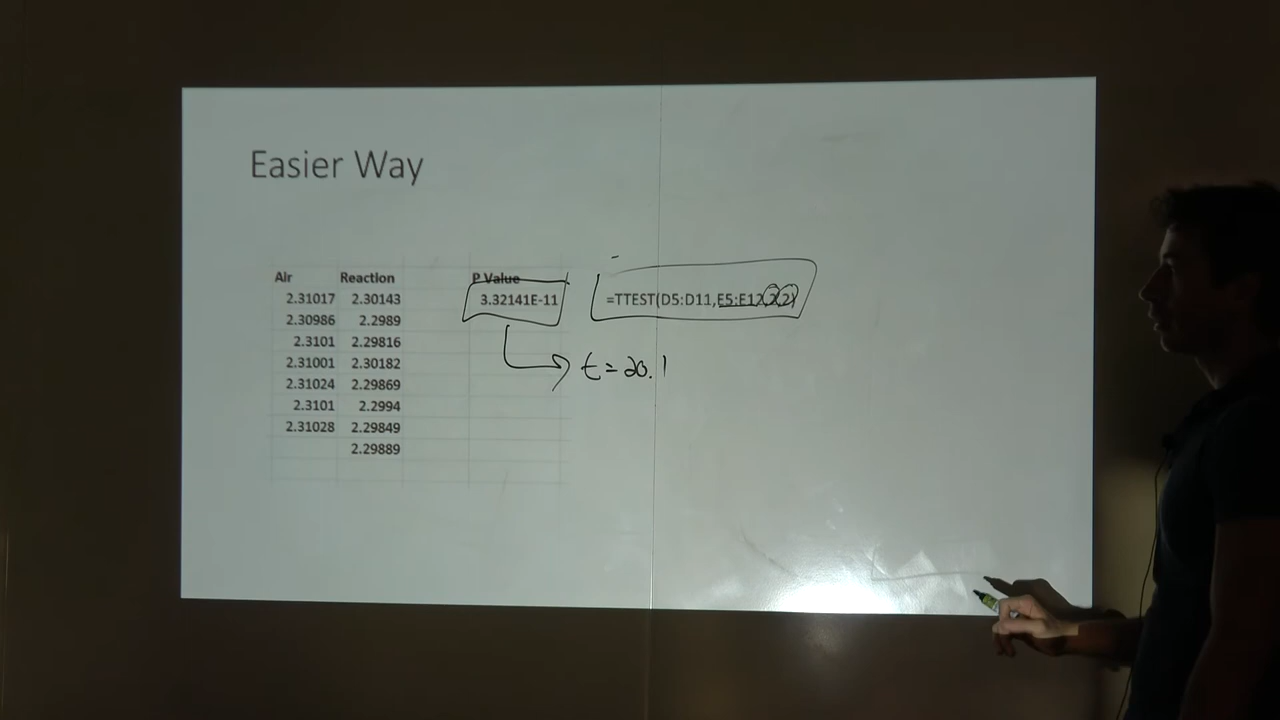 Easier Way
Air Reaction P Value
2.31017 2.30143 3.32141E-11 =TTEST(D5:D11,E5:E12,2,2)
2.30986 2.2989
2.3101 2.29816
2.31001 2.30182 t=20.1
2.31024 2.29869
2.3101 2.2994
2.31028 2.29849
2.29889